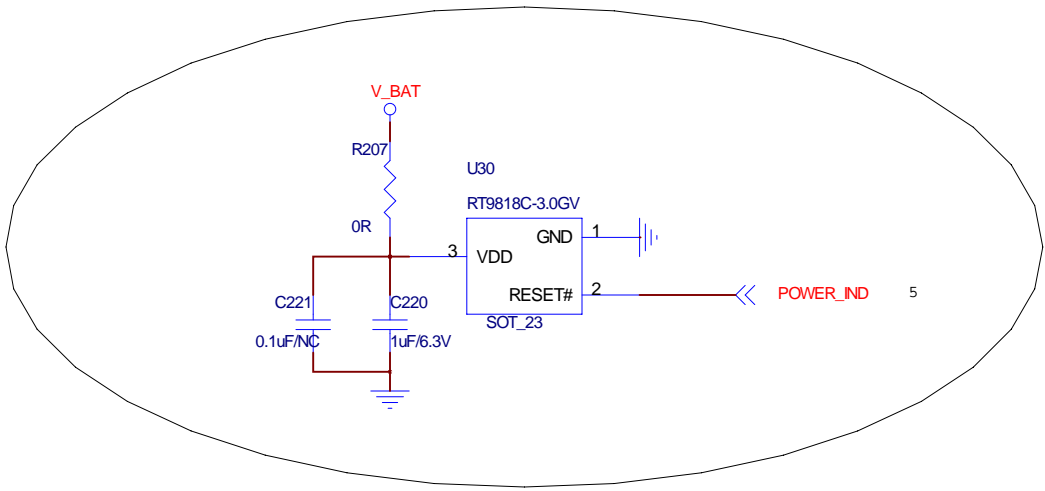 V_BAT
R207
0R
U30
RT9818C-3.0GV
GND 1
3 VDD
RESET# 2
SOT_23
POWER_IND 5
C221
0.1uF/NC
C220
1uF/6.3V